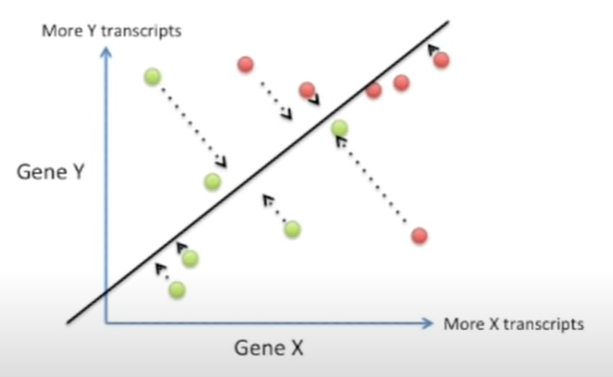 More Y transcripts
Gene Y
More X transcripts
Gene X